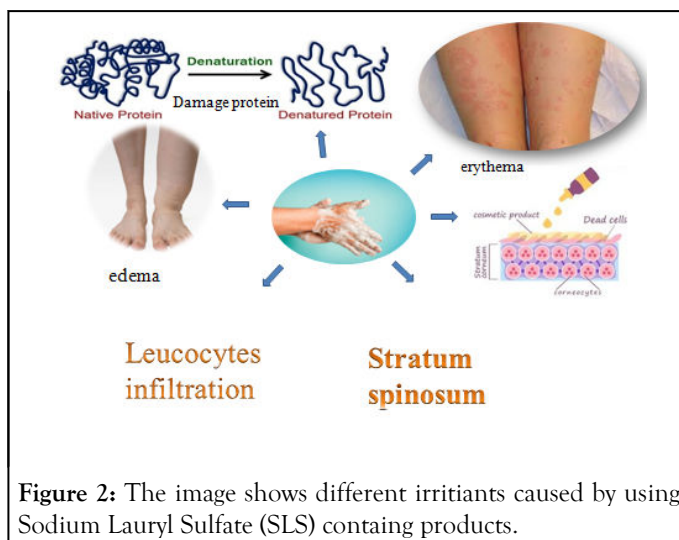 Denaturation
Damage protein
Native Protein
Denatured Protein
erythema
edema
cosmetic product
Dead cells
Stratum
corneum
corneocytes
Leucocytes
infiltration
Stratum
spinosum
Figure 2: The image shows different irritiants caused by using
Sodium Lauryl Sulfate (SLS) containg products.